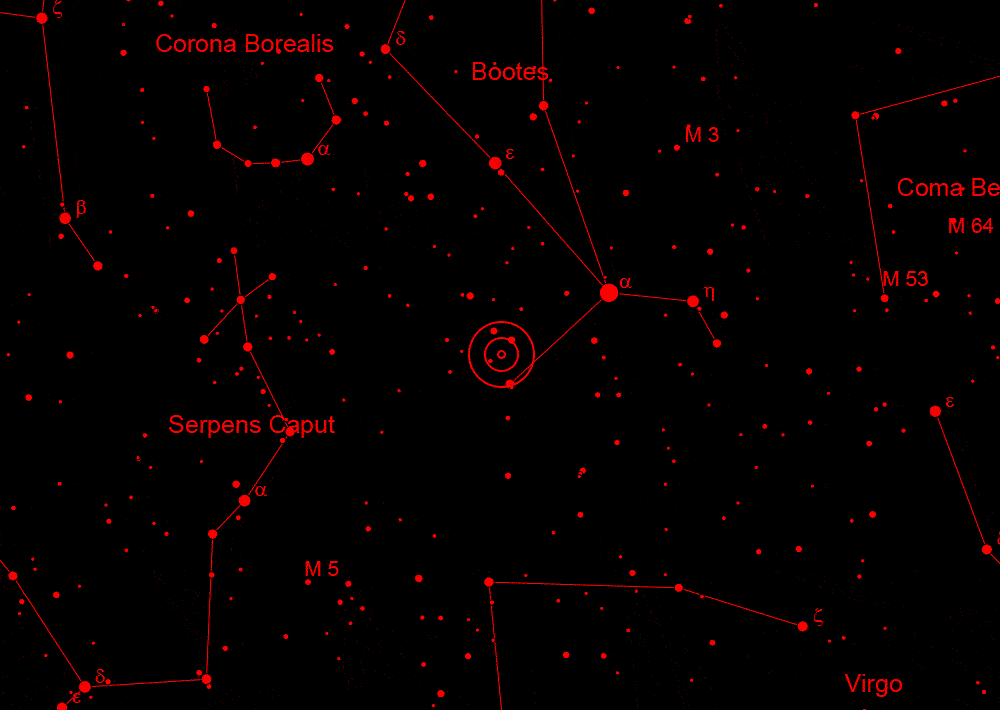 ζ
δ
Corona Borealis
Bootes
M 3
α
ε
Coma Be
β
M 64
M 53
α
η
ε
Serpens Caput
α
M 5
ζ
δ
ε
Virgo